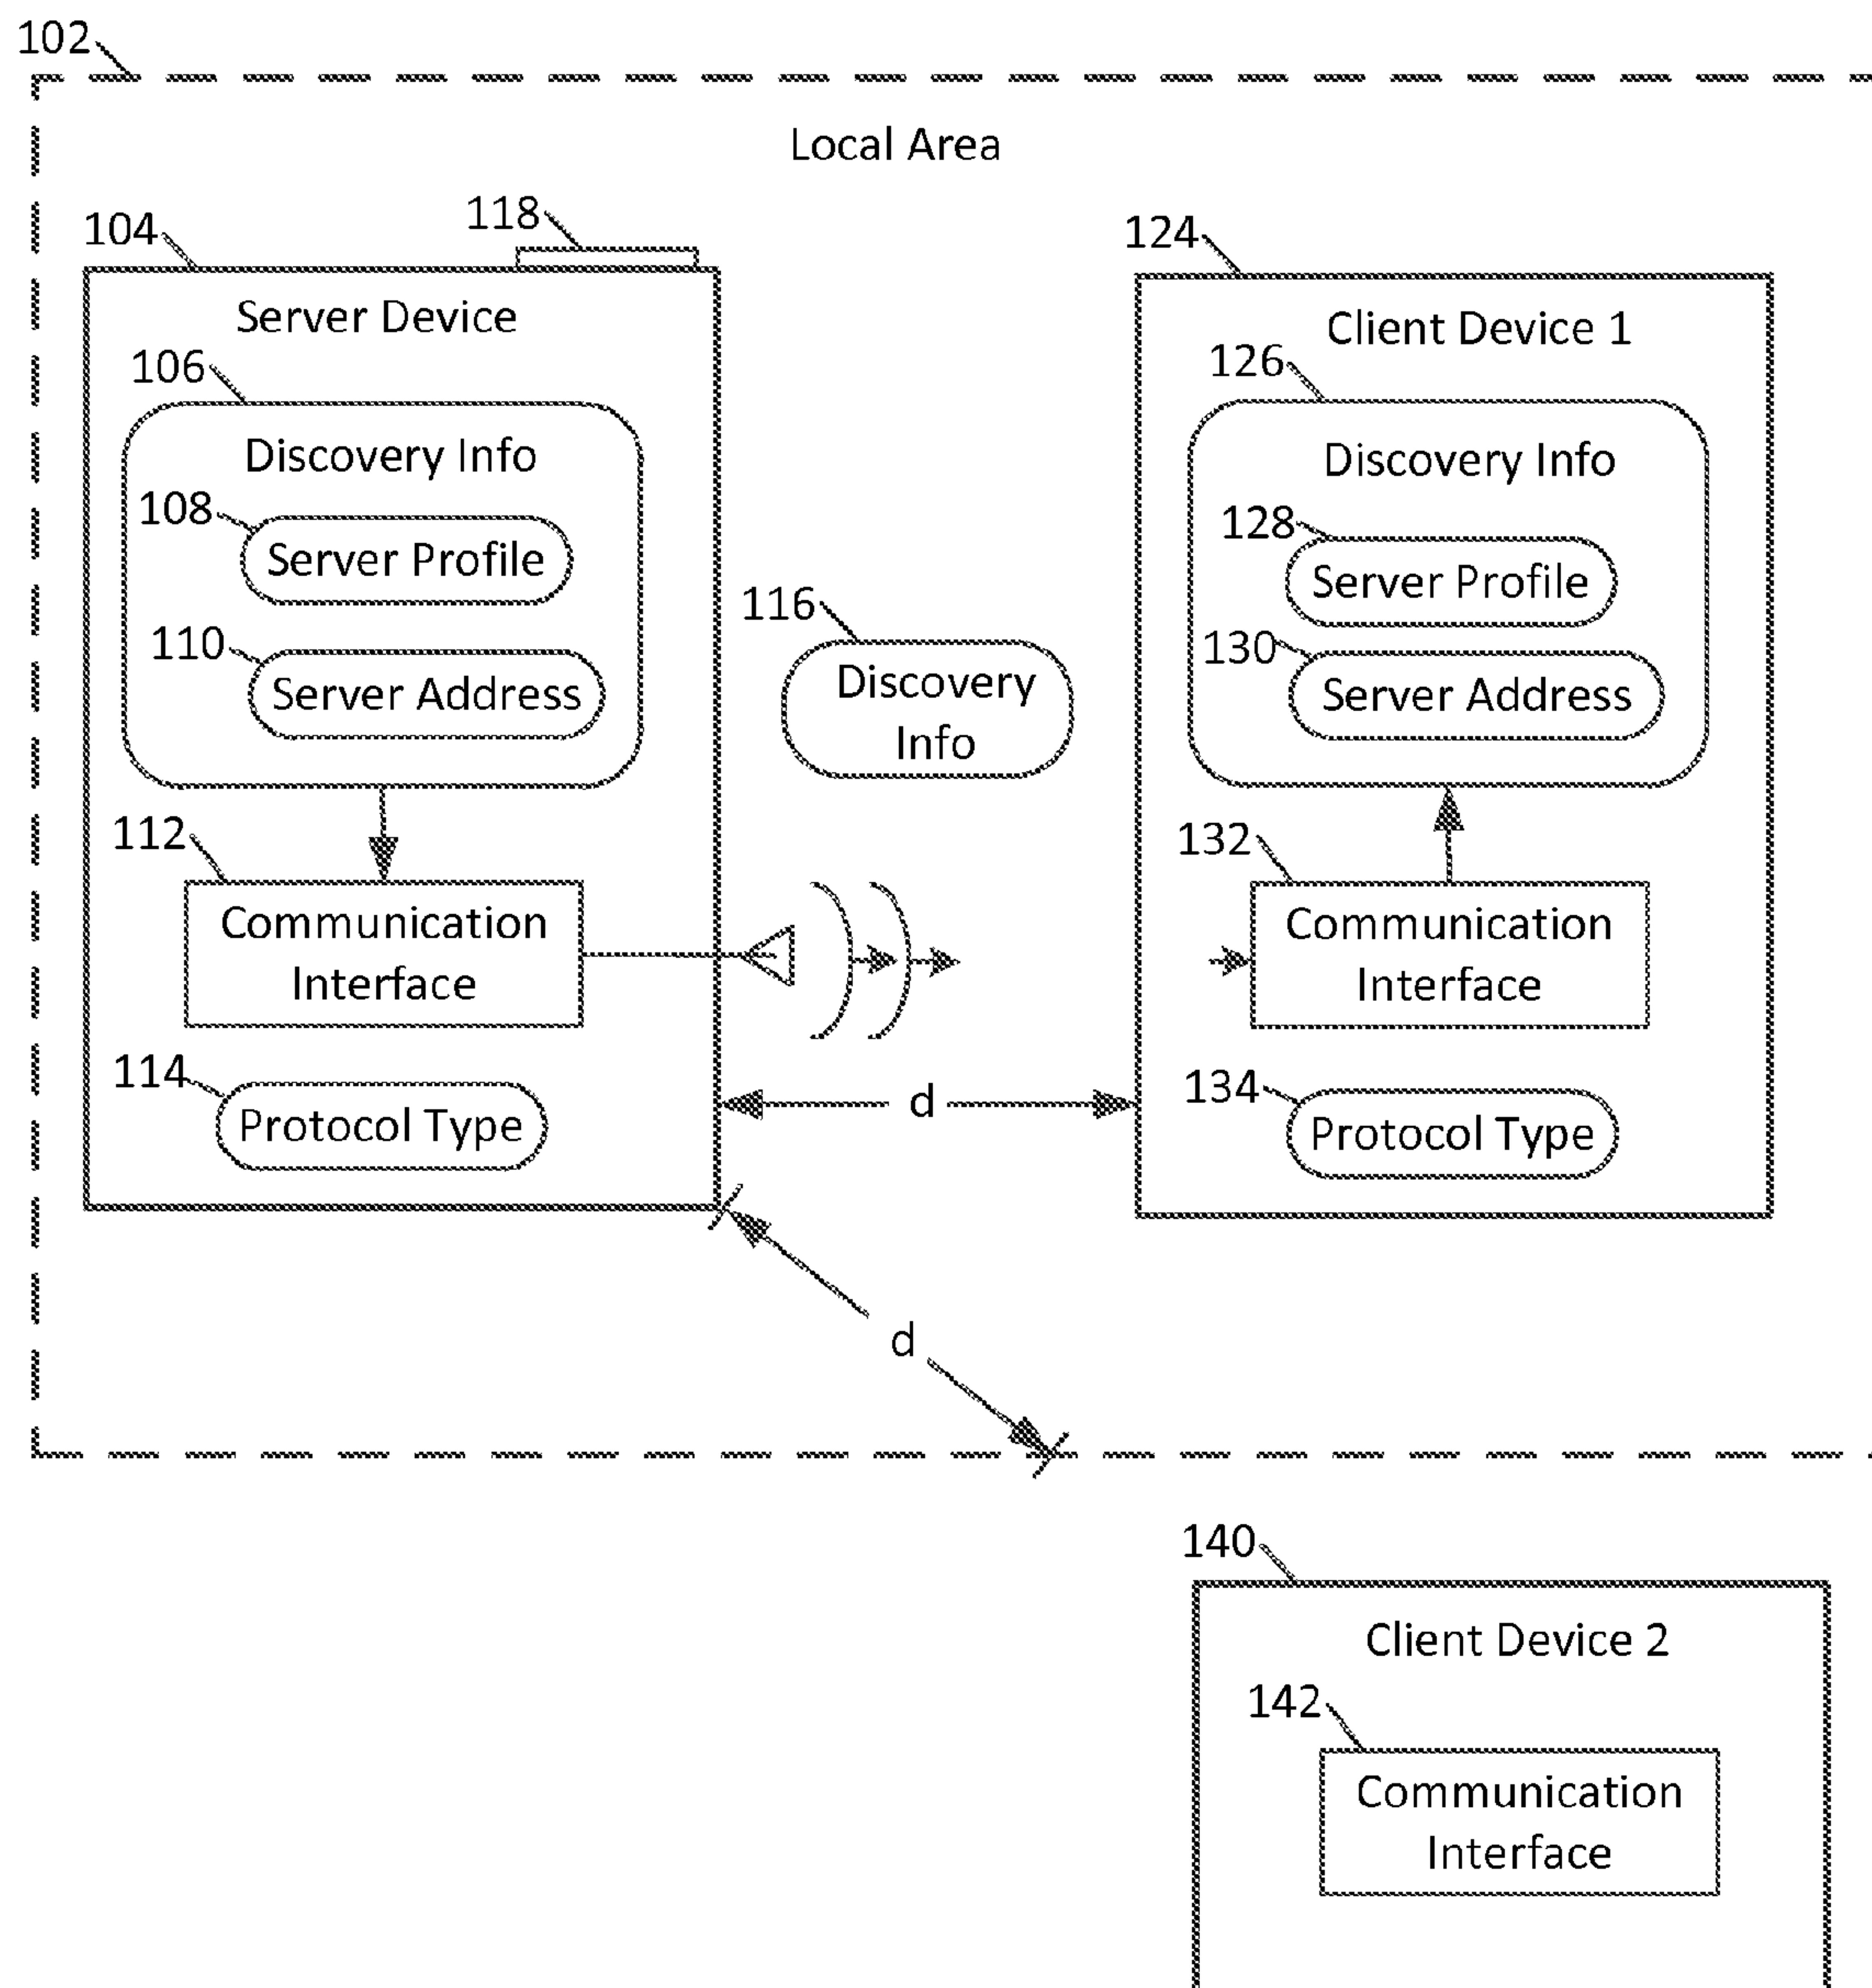 102
Local Area
104
118
124
Server Device
Client Device 1
106
126
Discovery Info
Discovery Info
108
Server Profile
128
Server Profile
110
Server Address
130
Server Address
116
Discovery
Info
112
Communication
Interface
132
Communication
Interface
114
Protocol Type
d
134
Protocol Type
d
140
Client Device 2
142
Communication
Interface